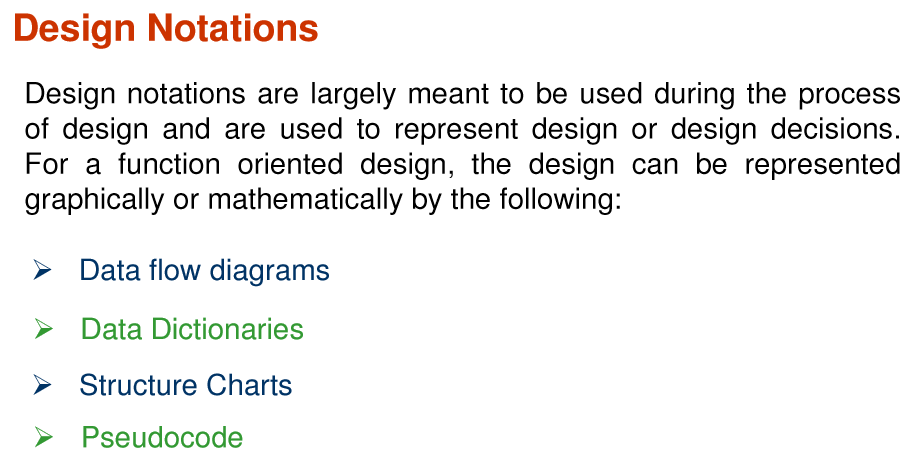 Design Notations
Design notations are largely meant to be used during the process
of design and are used to represent design or design decisions.
For a function oriented design, the design can be represented
graphically or mathematically by the following:
➢ Data flow diagrams
➢ Data Dictionaries
➢ Structure Charts
➢ Pseudocode